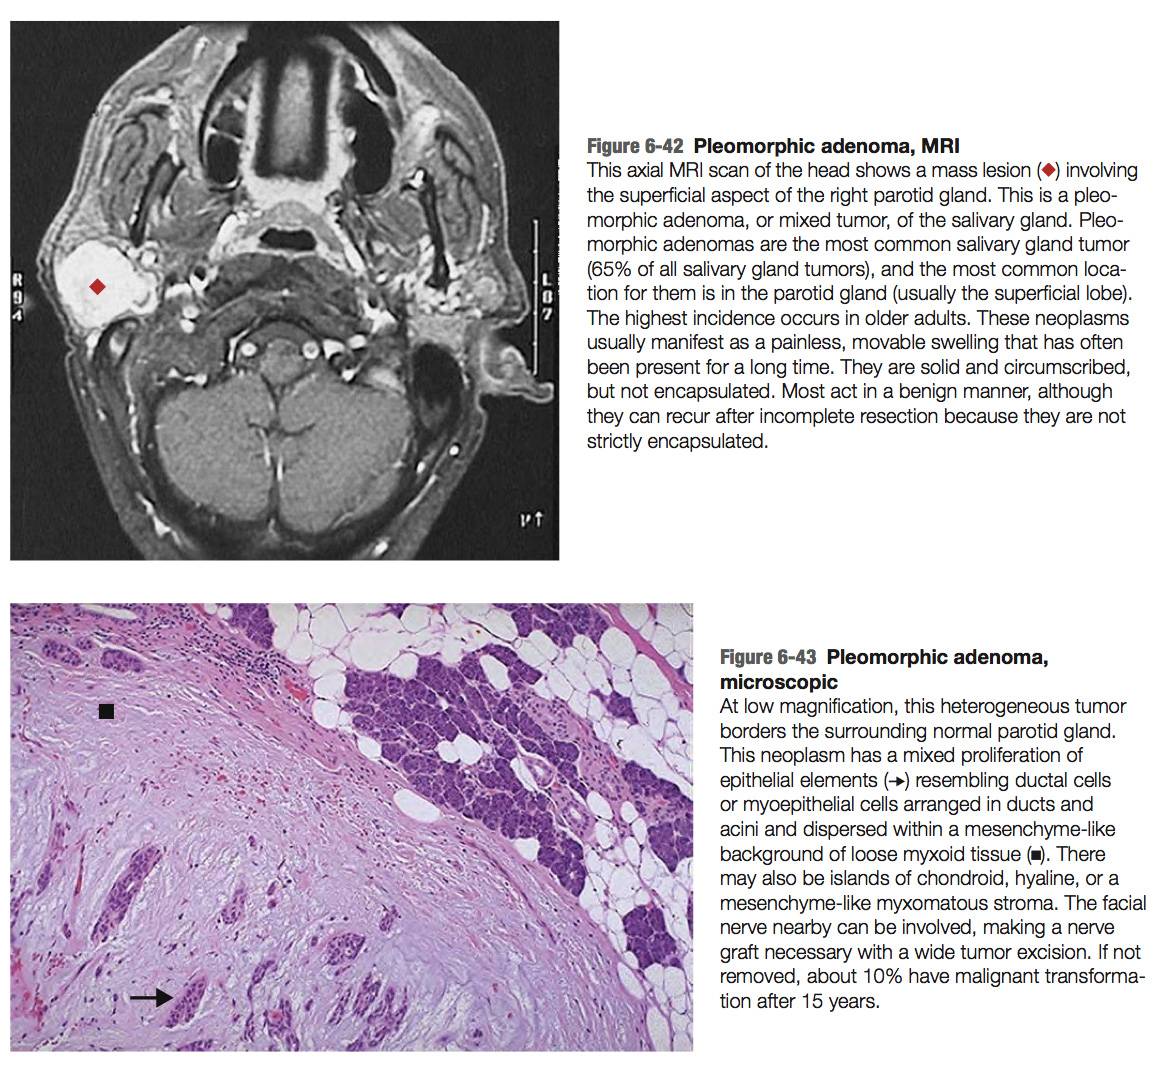 Figure 6-42 Pleomorphic adenoma, MRI
This axial MRI scan of the head shows a mass lesion (♦) involving
the superficial aspect of the right parotid gland. This is a pleo-
morphic adenoma, or mixed tumor, of the salivary gland. Pleo-
morphic adenomas are the most common salivary gland tumor
(65% of all salivary gland tumors), and the most common loca-
tion for them is in the parotid gland (usually the superficial lobe).
The highest incidence occurs in older adults. These neoplasms
usually manifest as a painless, movable swelling that has often
been present for a long time. They are solid and circumscribed,
but not encapsulated. Most act in a benign manner, although
they can recur after incomplete resection because they are not
strictly encapsulated.
R
9
4
L
8
7
Figure 6-43 Pleomorphic adenoma,
microscopic
At low magnification, this heterogeneous tumor
borders the surrounding normal parotid gland.
This neoplasm has a mixed proliferation of
epithelial elements (→) resembling ductal cells
or myoepithelial cells arranged in ducts and
acini and dispersed within a mesenchyme-like
background of loose myxoid tissue (■). There
may also be islands of chondroid, hyaline, or a
mesenchyme-like myxomatous stroma. The facial
nerve nearby can be involved, making a nerve
graft necessary with a wide tumor excision. If not
removed, about 10% have malignant transforma-
tion after 15 years.